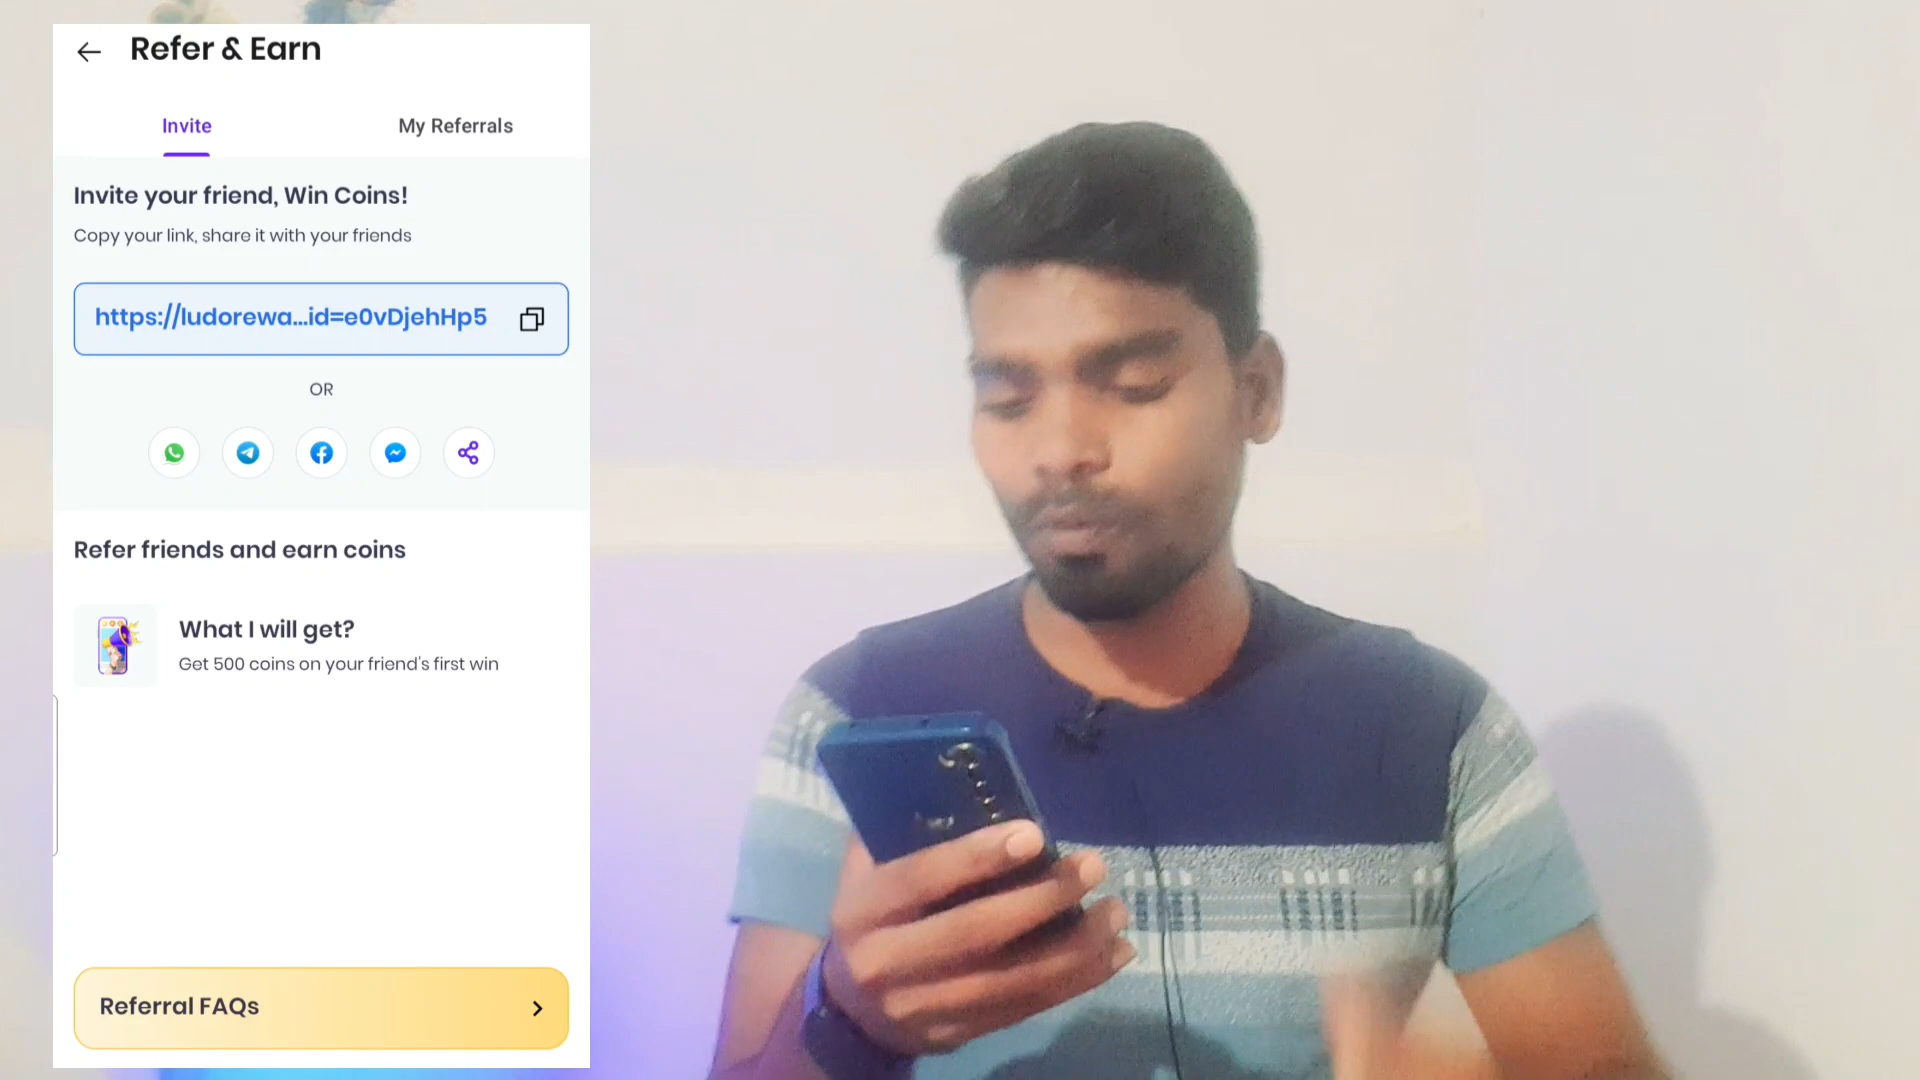 Refer & Earn
Invite
My Referrals
Invite your friend, Win Coins!
Copy your link, share it with your friends
https://ludorewa...id=e0vDjehHp5
OR
Refer friends and earn coins
What I will get?
Get 500 coins on your friend's first win
Referral FAQs